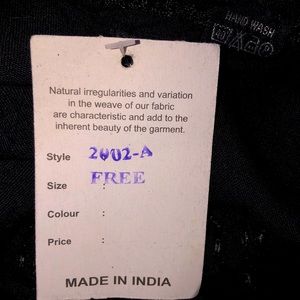 HAND WASH
Natural irregularities and variation
in the weave of our fabric
are characteristic and add to the
inherent beauty of the garment.
Style 2002-A
Size : FREE
Colour :
Price :
MADE IN INDIA